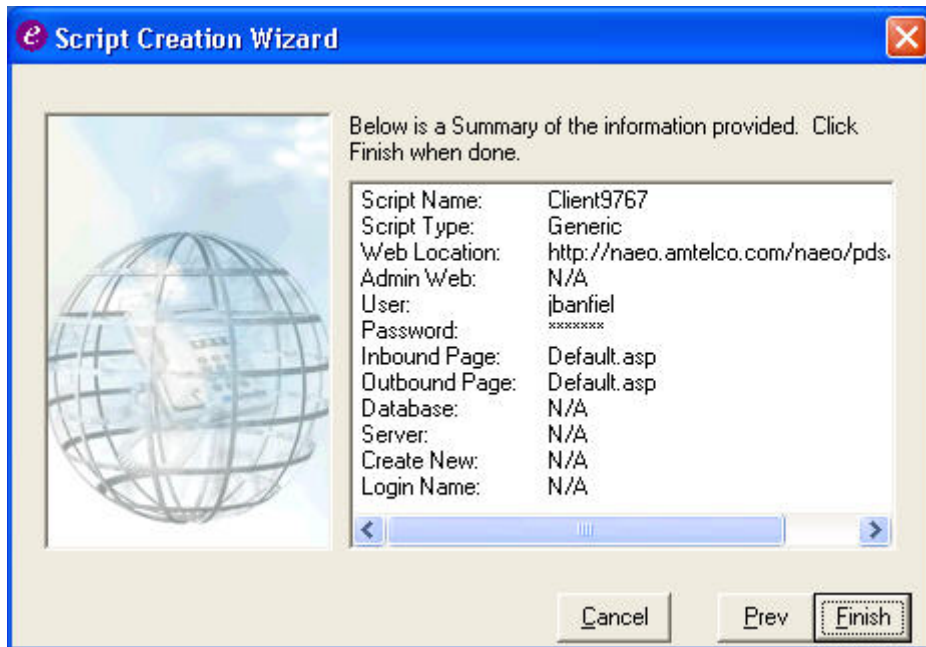 Script Creation Wizard
Below is a Summary of the information provided. Click
Finish when done.
Script Name: Client9767
Script Type: Generic
Web Location: http://naeo.amtelco.com/naeo/pds
Admin Web: N/A
User: jbanfiel
Password: *******
Inbound Page: Default.asp
Outbound Page: Default.asp
Database: N/A
Server: N/A
Create New: N/A
Login Name: N/A
Cancel Prev Finish